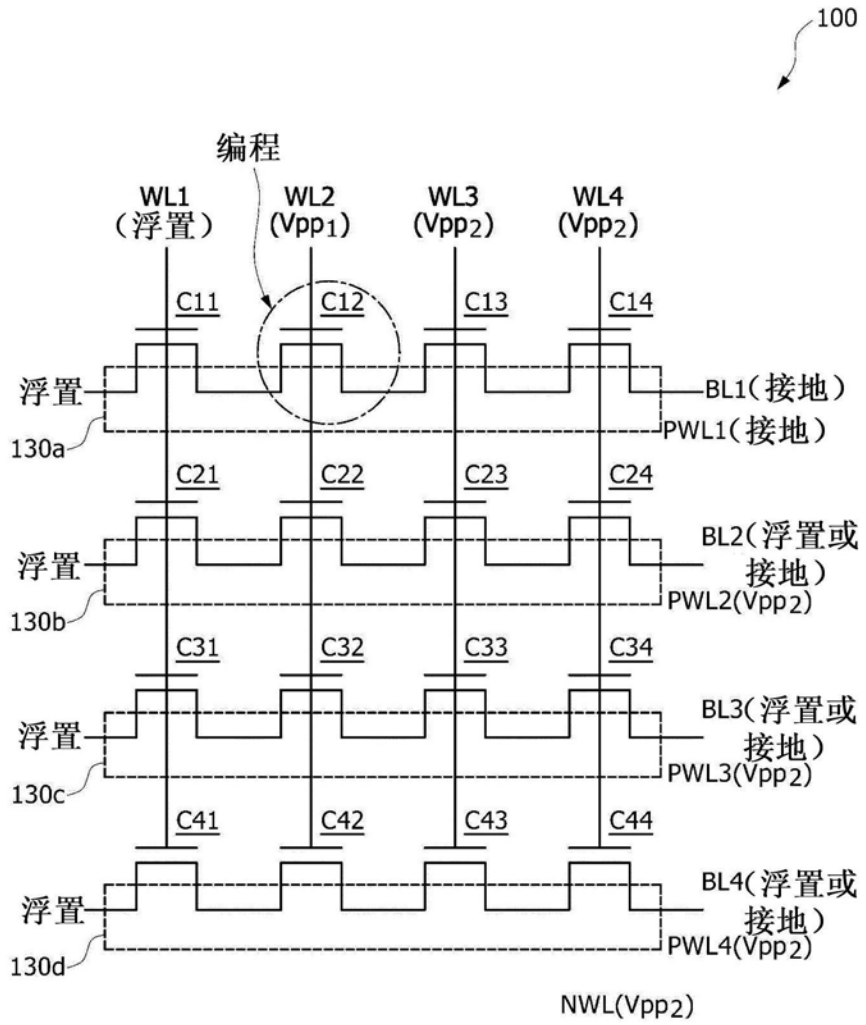 100
编程
WL1 WL2 WL3 WL4
(浮置) (Vpp1) (Vpp2) (Vpp2)
C11 C12 C13 C14
浮置 BL1(接地)
130a PWL1(接地)
C21 C22 C23 C24
浮置 BL2(浮置或
接地)
130b PWL2(Vpp2)
C31 C32 C33 C34
浮置 BL3(浮置或
接地)
130c PWL3(Vpp2)
C41 C42 C43 C44
浮置 BL4(浮置或
接地)
130d PWL4(Vpp2)
NWL(Vpp2)